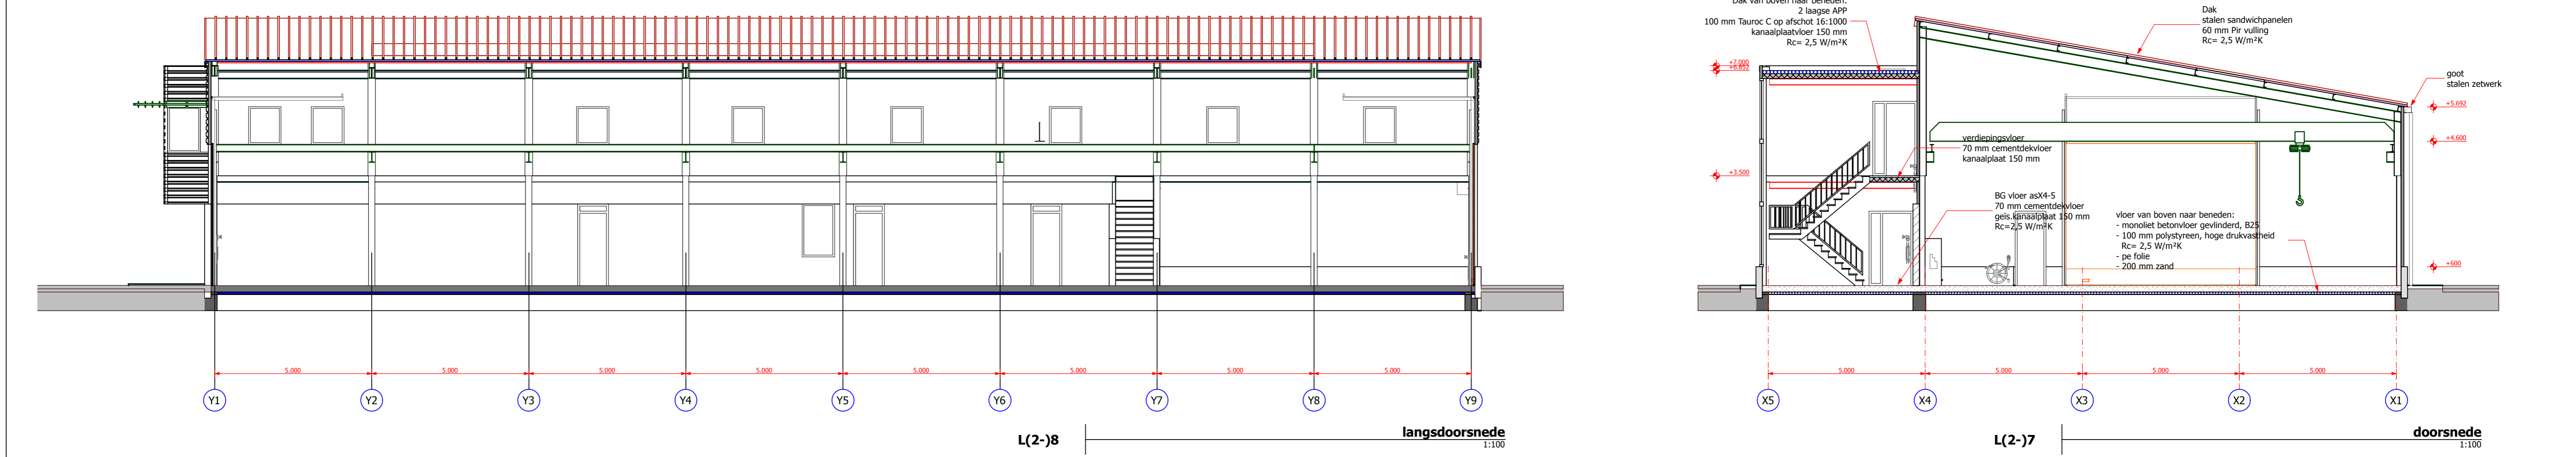 5.000
5.000
5.000
5.000
5.000
5.000
5.000
5.000
Y1
Y2
Y3
Y4
Y5
Y6
Y7
Y8
Y9
L(2-)8
langsdoorsnede
1:100
Dak van boven naar beneden:
2 laagse APP
100 mm Tauroc C op afschot 16:1000
kanaalplaatvloer 150 mm
Rc= 2,5 W/m²K
Dak
stalen sandwichpanelen
60 mm Pir vulling
Rc= 2,5 W/m²K
goot
stalen zetwerk
+7.000
+6.852
+3.500
+5.692
+4.600
+600
verdiepingsvloer
70 mm cementdekvloer
kanaalplaat 150 mm
BG vloer asX4-5
70 mm cementdekvloer
geïs.kanaalplaat 150 mm
Rc=2,5 W/m²K
vloer van boven naar beneden:
- monoliet betonvloer gevlinderd, B25
- 100 mm polystyreen, hoge drukvastheid
Rc= 2,5 W/m²K
- pe folie
- 200 mm zand
5.000
5.000
5.000
5.000
X5
X4
X3
X2
X1
L(2-)7
doorsnede
1:100